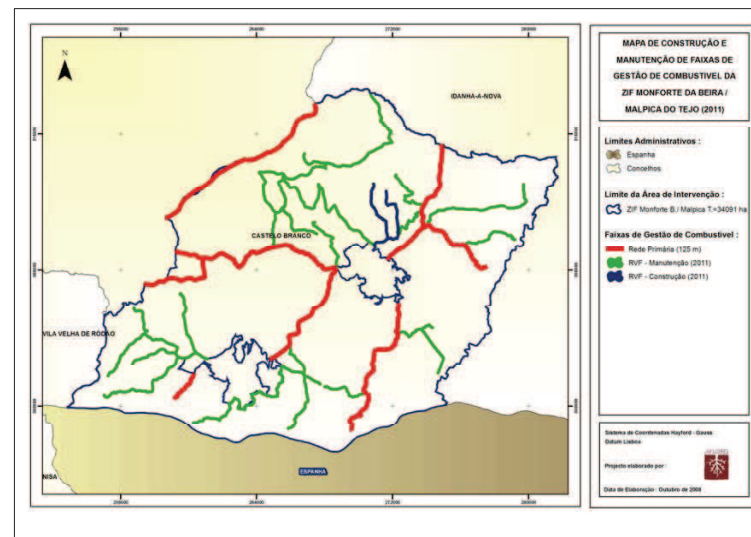 MAPA DE CONSTRUÇÃO E
MANUTENÇÃO DE FAIXAS DE
GESTÃO DE COMBUSTIVEL DA
ZIF MONFORTE DA BEIRA /
MALPICA DO TEJO (2011)
Limites Administrativos :
Espanha
Concelhos
Limite da Área de Intervenção :
ZIF Monforte B./ Malpica T.=34091 ha
Faixas de Gestão de Combustivel :
Rede Primária (125 m)
RVF - Manutenção (2011)
RVF - Construção (2011)
Sistema de Coordenadas Hayford - Gauss
Datum Lisboa
Projecto elaborado por :
Data de Elaboração : Outubro de 2008
N
IDANHA-A-NOVA
CASTELO BRANCO
VILA VELHA DE RODAO
ESPANHA
NISA